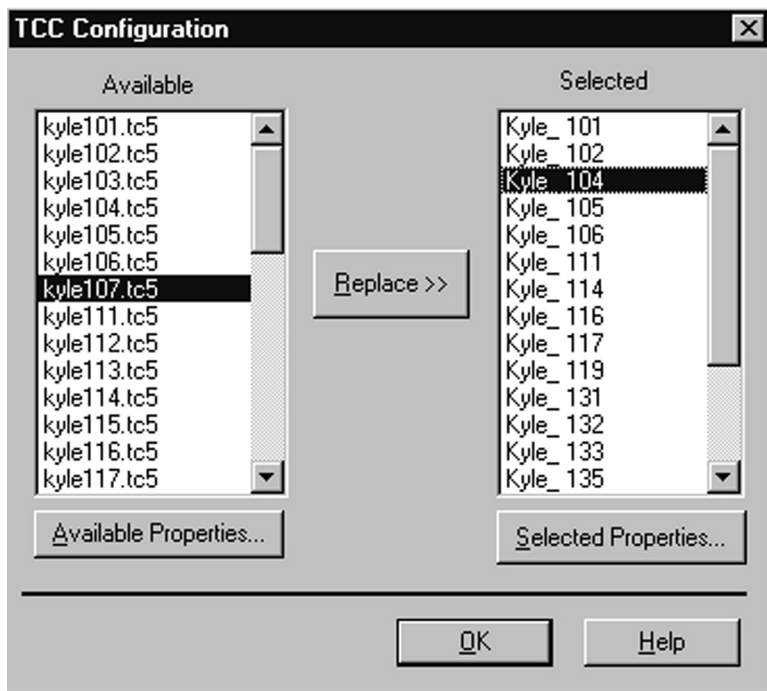 TCC Configuration
Available
kyle101.tc5
kyle102.tc5
kyle103.tc5
kyle104.tc5
kyle105.tc5
kyle106.tc5
kyle107.tc5
kyle111.tc5
kyle112.tc5
kyle113.tc5
kyle114.tc5
kyle115.tc5
kyle116.tc5
kyle117.tc5
Available Properties...
Replace >>
Selected
Kyle_ 101
Kyle_ 102
Kyle_ 104
Kyle_ 105
Kyle_ 106
Kyle_ 111
Kyle_ 114
Kyle_ 116
Kyle_ 117
Kyle_ 119
Kyle_ 131
Kyle_ 132
Kyle_ 133
Kyle_ 135
Selected Properties...
OK
Help